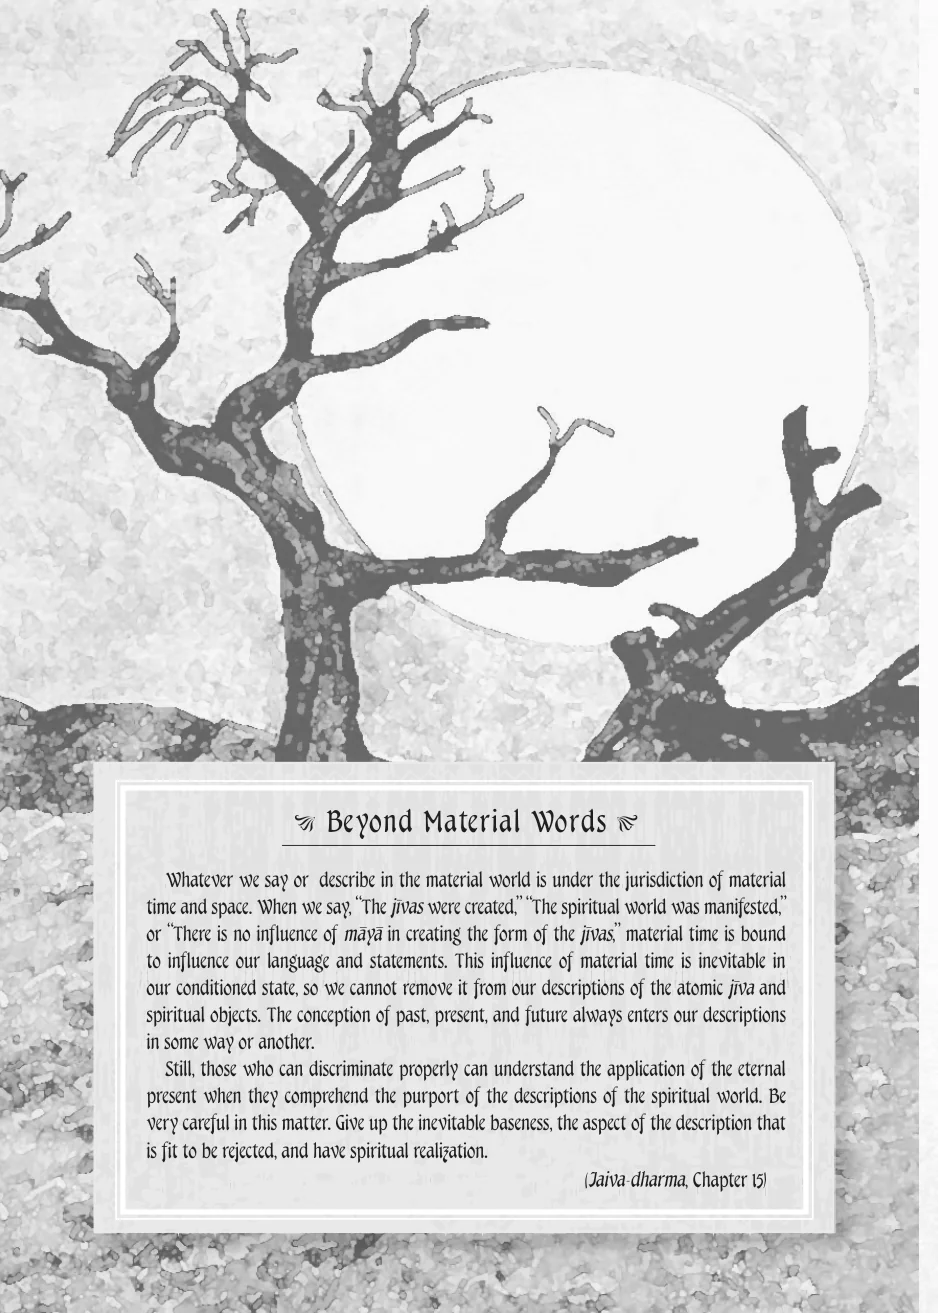 Beyond Material Words
Whatever we say or describe in the material world is under the jurisdiction of material
time and space. When we say, “The jīvas were created,” “The spiritual world was manifested,”
or “There is no influence of māyā in creating the form of the jīvas,” material time is bound
to influence our language and statements. This influence of material time is inevitable in
our conditioned state, so we cannot remove it from our descriptions of the atomic jīva and
spiritual objects. The conception of past, present, and future always enters our descriptions
in some way or another.
Still, those who can discriminate properly can understand the application of the eternal
present when they comprehend the purport of the descriptions of the spiritual world. Be
very careful in this matter. Give up the inevitable baseness, the aspect of the description that
is fit to be rejected, and have spiritual realization.
(Jaiva-dharma, Chapter 15)